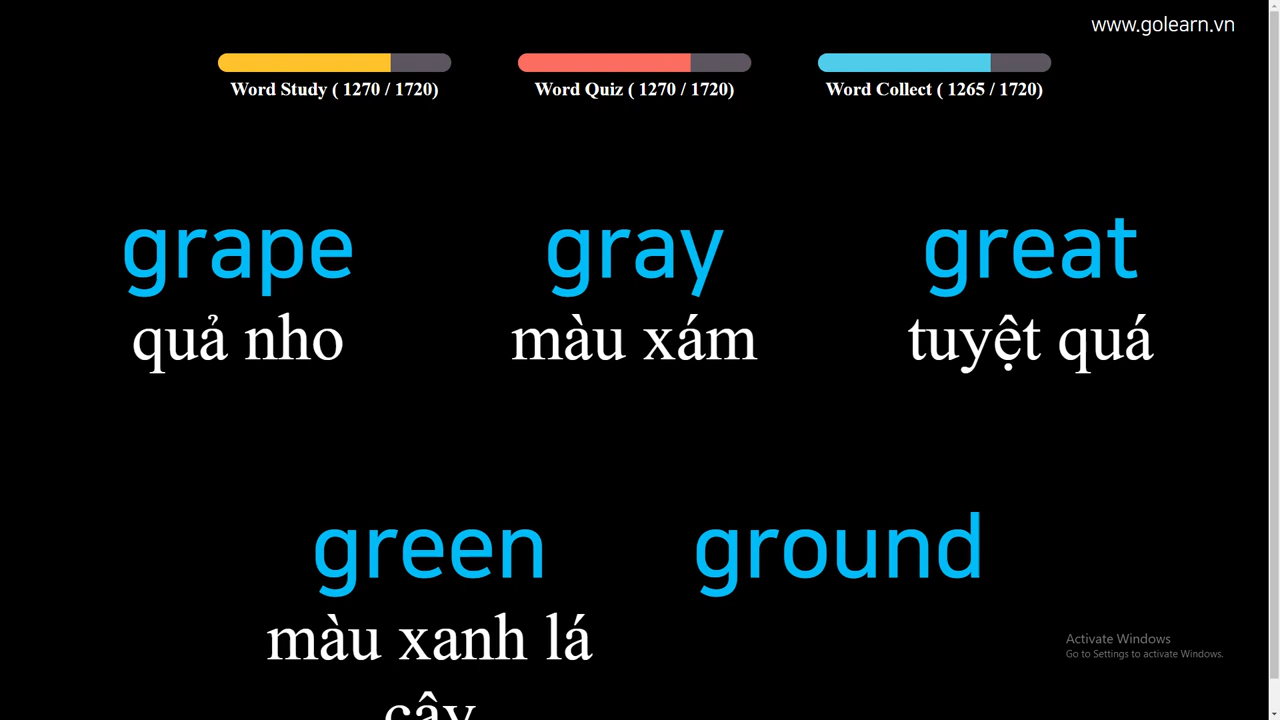 www.golearn.vn
Word Study ( 1270 / 1720)
Word Quiz ( 1270 / 1720)
Word Collect ( 1265 / 1720)
grape
quả nho
gray
màu xám
great
tuyệt quá
green
màu xanh lá
cây
ground
Activate Windows
Go to Settings to activate Windows.